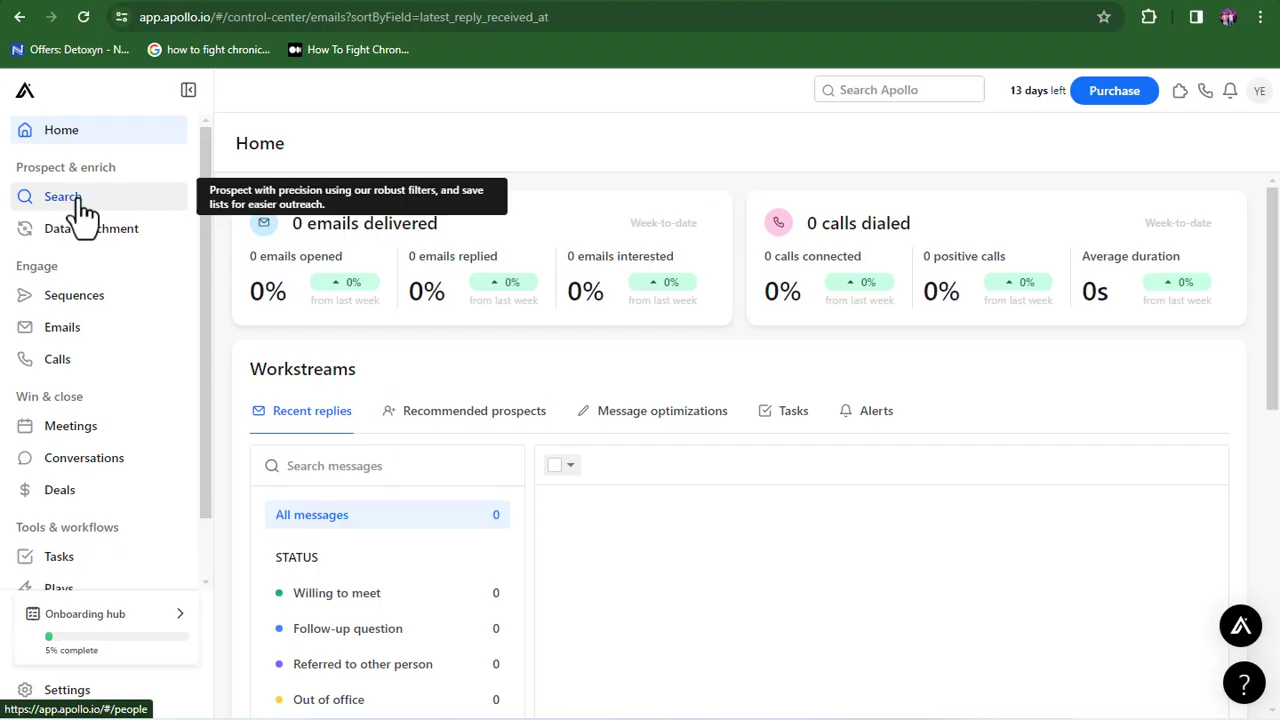 app.apollo.io/#/control-center/emails?sortByField=latest_reply_received_at
Offers: Detoxyn - N...
how to fight chronic...
How To Fight Chron...
Search Apollo
13 days left
Purchase
YE
Home
Prospect & enrich
Search
Engage
Sequences
Emails
Calls
Win & close
Meetings
Conversations
Deals
Tools & workflows
Tasks
Plays
Onboarding hub
5% complete
Settings
https://app.apollo.io/#/people
Home
Prospect with precision using our robust filters, and save
lists for easier outreach.
0 emails delivered
Week-to-date
0 emails opened
0%
0%
from last week
0 emails replied
0%
0%
from last week
0 emails interested
0%
0%
from last week
0 calls dialed
Week-to-date
0 calls connected
0%
0%
from last week
0 positive calls
0%
0%
from last week
Average duration
0s
0%
from last week
Workstreams
Recent replies
Recommended prospects
Message optimizations
Tasks
Alerts
Search messages
All messages 0
STATUS
Willing to meet 0
Follow-up question 0
Referred to other person 0
Out of office 0
?